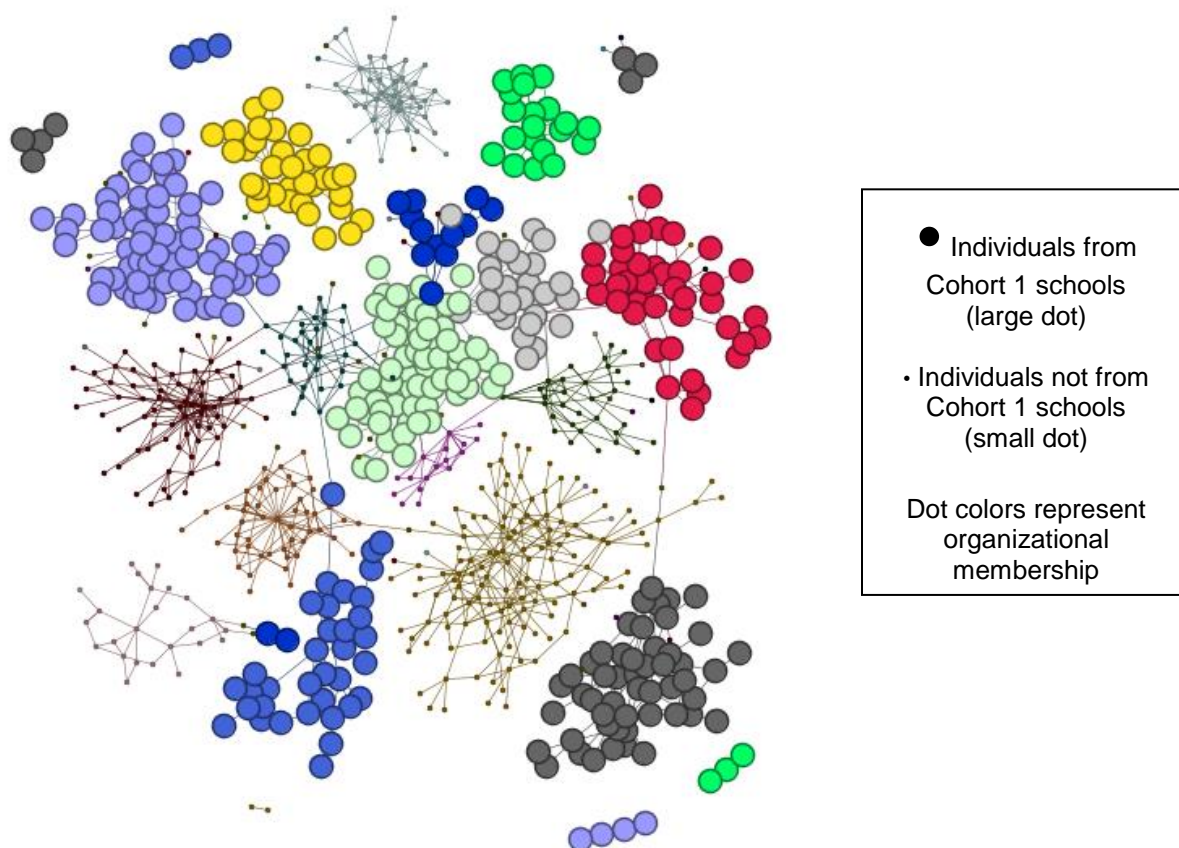 Individuals from
Cohort 1 schools
(large dot)
Individuals not from
Cohort 1 schools
(small dot)
Dot colors represent
organizational
membership